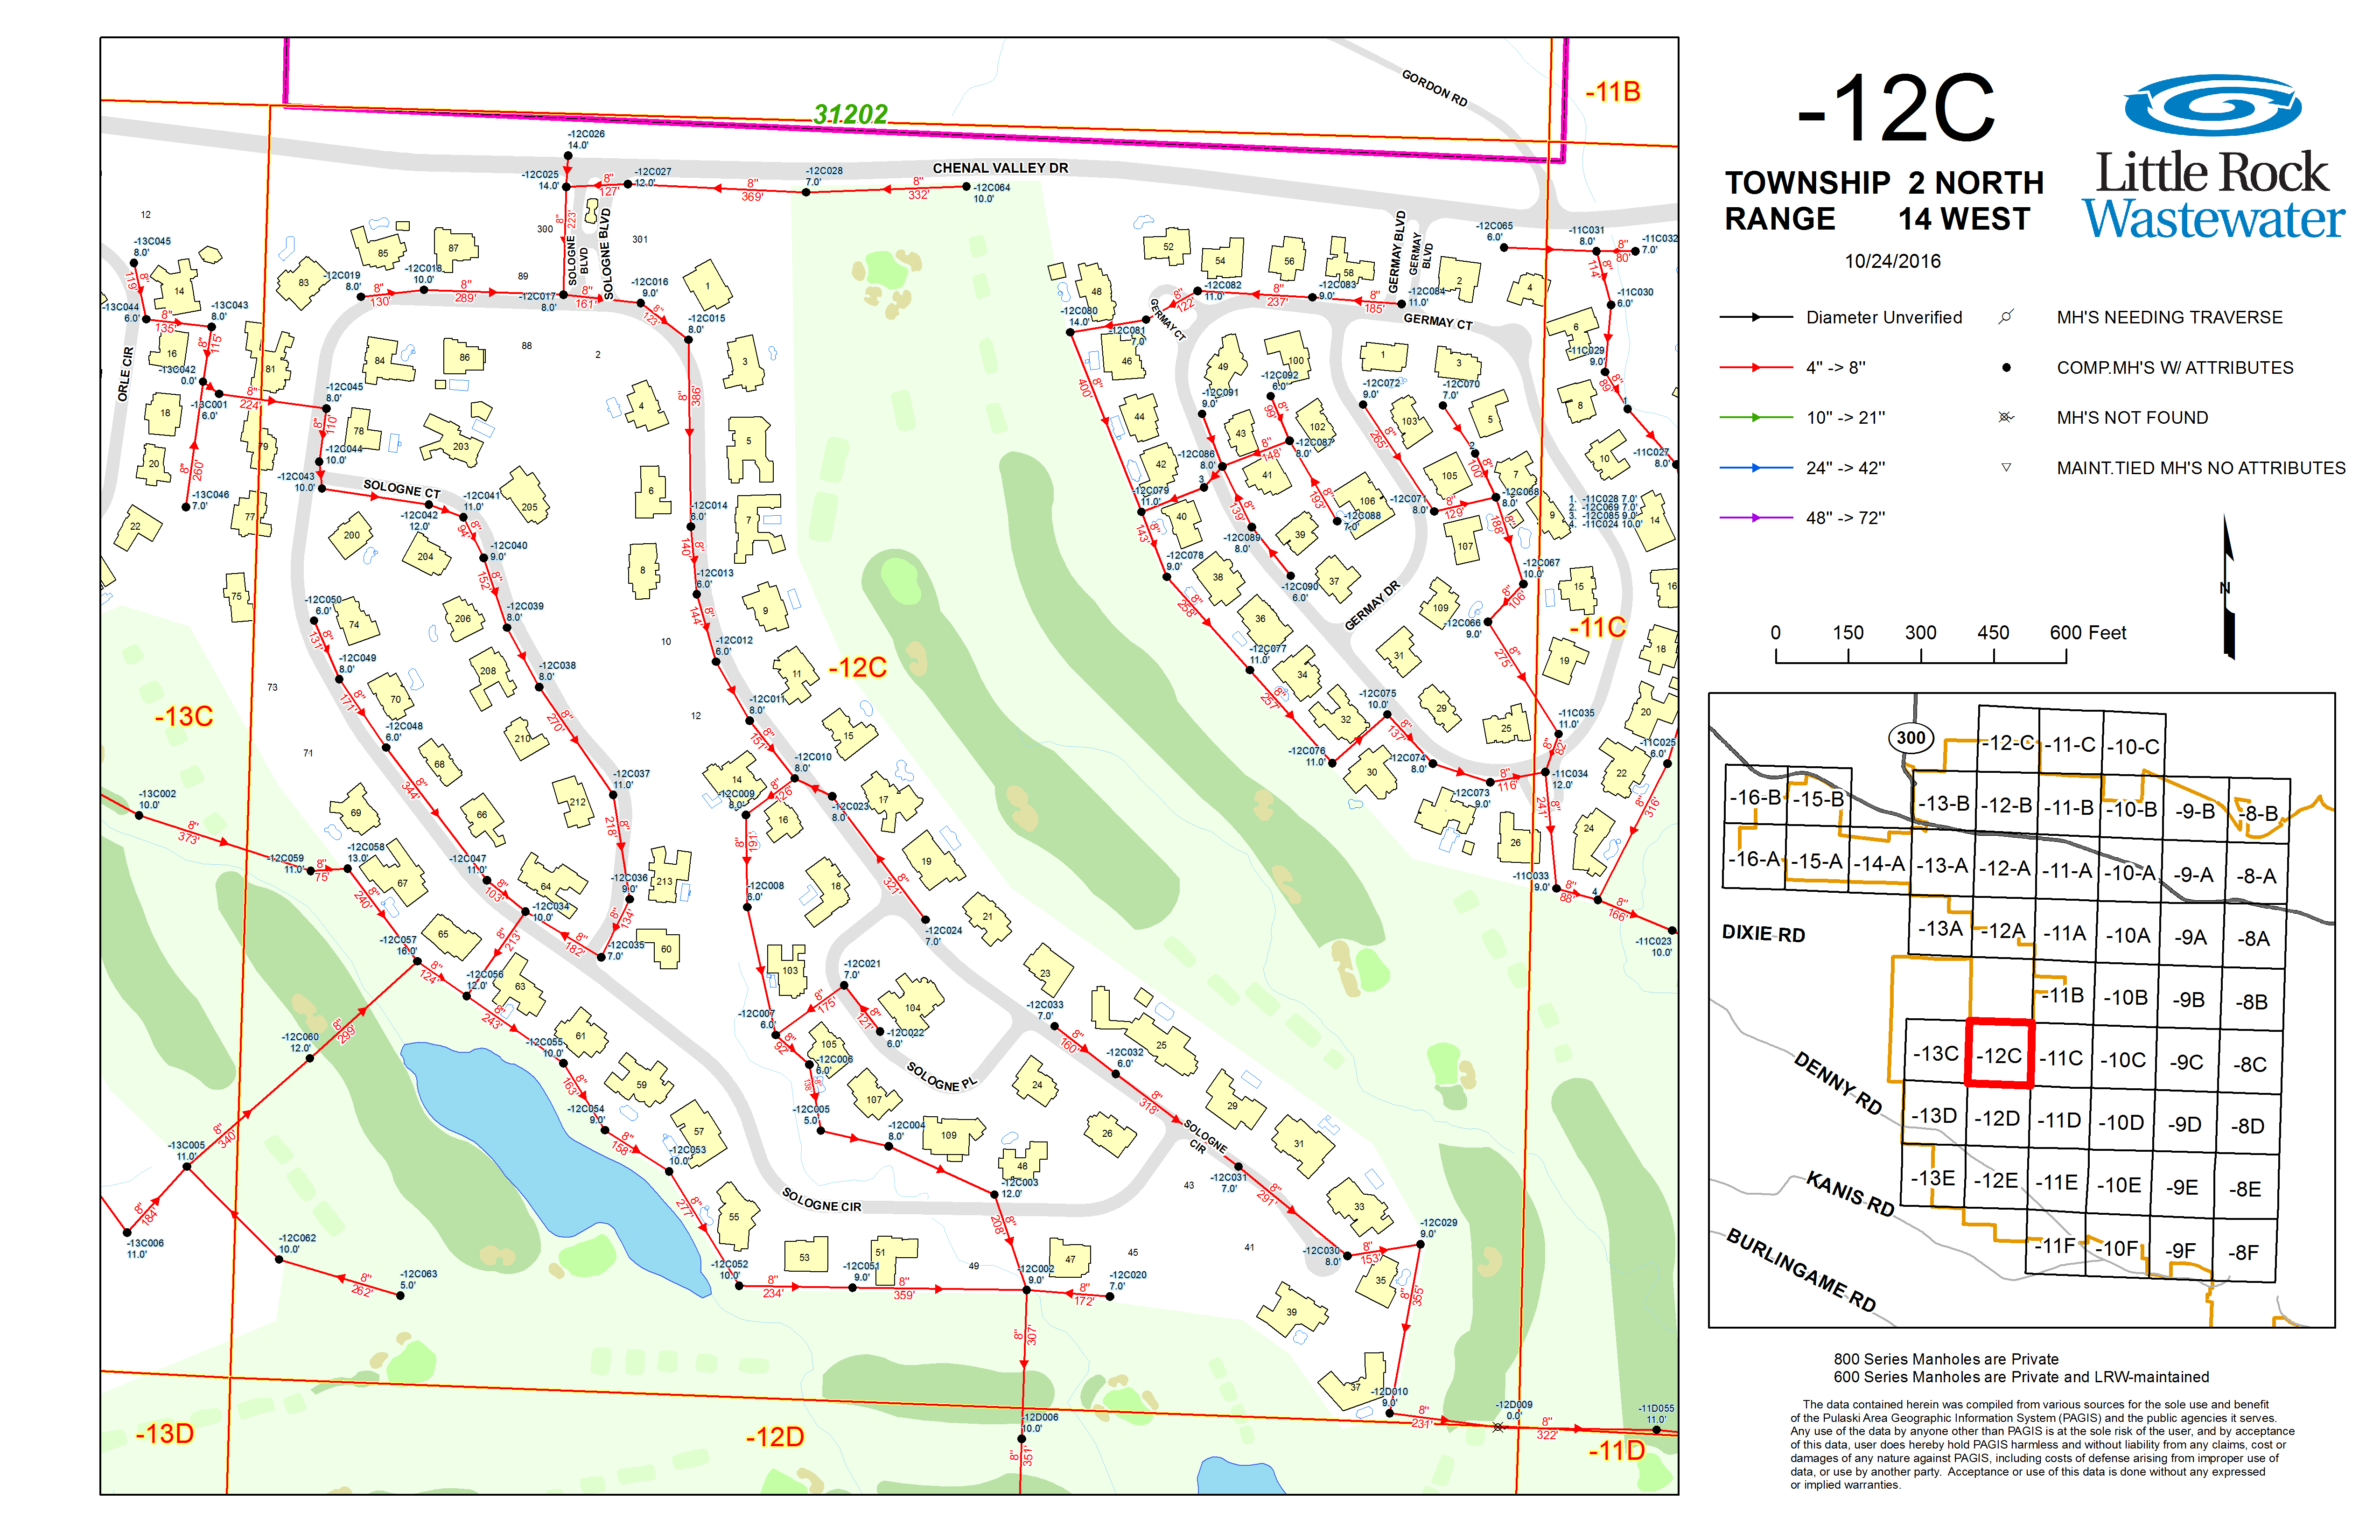 -12C
TOWNSHIP 2 NORTH
RANGE 14 WEST
10/24/2016
Little Rock
Wastewater
Diameter Unverified
4" -> 8"
10" -> 21"
24" -> 42"
48" -> 72"
MH'S NEEDING TRAVERSE
COMP.MH'S W/ ATTRIBUTES
MH'S NOT FOUND
MAINT.TIED MH'S NO ATTRIBUTES
N
0 150 300 450 600 Feet
31202
-11B
GORDON RD
CHENAL VALLEY DR
-12C026
14.0'
-12C025
14.0'
8"
127'
-12C027
12.0'
8"
369'
-12C028
7.0'
8"
332'
-12C064
10.0'
8"
223'
SOLOGNE BLVD
SOLOGNE
BLVD
300
301
12
-13C045
8.0'
8"
119'
-13C044
6.0'
8"
135'
-13C043
8.0'
8"
115'
-13C042
0.0'
-13C001
6.0'
8"
224'
8"
260'
-13C046
7.0'
ORLE CIR
14
16
18
20
22
-12C019
8.0'
8"
130'
-12C018
10.0'
8"
289'
-12C017
8.0'
8"
161'
-12C016
9.0'
8"
123'
-12C015
8.0'
8"
386'
85
87
83
89
88
84
86
81
79
77
75
78
203
205
200
204
206
208
210
212
213
-12C045
8.0'
8"
110'
-12C044
10.0'
-12C043
10.0'
SOLOGNE CT
-12C042
12.0'
-12C041
11.0'
8"
94'
-12C040
9.0'
8"
152'
-12C039
8.0'
-12C038
8.0'
8"
270'
-12C037
11.0'
8"
218'
-12C036
9.0'
8"
134'
-12C035
7.0'
8"
182'
-12C034
10.0'
8"
213'
-12C050
6.0'
8"
131'
-12C049
8.0'
8"
171'
-12C048
6.0'
8"
344'
-12C047
11.0'
8"
103'
74
73
71
70
68
66
64
69
67
65
63
61
60
59
57
55
53
51
49
47
45
48
43
41
1
2
3
4
5
6
7
8
9
10
11
12
15
14
16
17
18
19
21
23
24
25
26
29
31
33
35
37
39
103
104
105
107
109
-12C014
6.0'
8"
140'
-12C013
6.0'
8"
144'
-12C012
6.0'
-12C011
8.0'
8"
151'
-12C010
8.0'
8"
126'
-12C009
8.0'
8"
191'
-12C023
8.0'
8"
321'
-12C024
7.0'
-12C008
6.0'
-12C007
6.0'
8"
175'
-12C021
7.0'
8"
121'
-12C022
6.0'
8"
92'
-12C006
6.0'
8"
138'
-12C005
5.0'
-12C004
8.0'
-12C003
12.0'
8"
208'
SOLOGNE PL
SOLOGNE CIR
SOLOGNE
CIR
-12C033
7.0'
8"
160'
-12C032
6.0'
8"
318'
-12C031
7.0'
8"
291'
-12C030
8.0'
8"
153'
-12C029
9.0'
8"
355'
-12D010
9.0'
8"
231'
-12D009
0.0'
8"
322'
-11D055
11.0'
-13C002
10.0'
8"
373'
-12C059
11.0'
8"
75'
-12C058
13.0'
8"
240'
-12C057
16.0'
8"
124'
-12C056
12.0'
8"
243'
-12C055
10.0'
8"
163'
-12C054
9.0'
8"
158'
-12C053
10.0'
8"
277'
-12C052
10.0'
8"
234'
-12C051
9.0'
8"
359'
-12C002
9.0'
8"
172'
-12C020
7.0'
8"
307'
-12D006
10.0'
8"
351'
-12C060
12.0'
8"
299'
8"
340'
-13C005
11.0'
8"
184'
-13C006
11.0'
-12C062
10.0'
8"
262'
-12C063
5.0'
-13C
-12C
-11C
-13D
-12D
-11D
GERMAY BLVD
GERMAY
BLVD
GERMAY CT
GERMAY CT
GERMAY DR
52
54
56
58
2
4
6
8
10
48
46
44
42
40
38
36
34
32
30
49
100
43
102
41
39
37
106
1
3
103
5
105
7
107
9
109
31
29
25
26
15
19
14
16
18
20
22
24
-12C080
14.0'
-12C081
7.0'
8"
122'
-12C082
11.0'
8"
237'
-12C083
9.0'
8"
185'
-12C084
11.0'
8"
400'
-12C079
11.0'
8"
143'
-12C078
9.0'
8"
258'
-12C077
11.0'
8"
257'
-12C076
11.0'
-12C075
10.0'
8"
137'
-12C074
8.0'
-12C073
9.0'
8"
116'
-12C091
9.0'
-12C092
6.0'
8"
99'
-12C087
8.0'
8"
148'
-12C086
8.0'
8"
193'
-12C088
7.0'
8"
139'
-12C089
8.0'
-12C090
6.0'
3
-12C072
9.0'
8"
265'
-12C071
8.0'
8"
129'
-12C070
7.0'
2
8"
100'
-12C068
8.0'
8"
188'
-12C067
10.0'
8"
106'
-12C066
9.0'
8"
275'
-12C065
6.0'
-11C031
8.0'
8"
80'
-11C032
7.0'
8"
114'
-11C030
6.0'
-11C029
9.0'
8"
89'
1
-11C027
8.0'
1. -11C028 7.0'
2. -12C069 7.0'
3. -12C085 9.0'
4. -11C024 10.0'
-11C035
11.0'
8"
82'
-11C034
12.0'
8"
241'
-11C033
9.0'
8"
88'
4
8"
166'
-11C023
10.0'
-11C025
6.0'
8"
316'
300
-12-C -11-C -10-C
-16-B -15-B -13-B -12-B -11-B -10-B -9-B -8-B
-16-A -15-A -14-A -13-A -12-A -11-A -10-A -9-A -8-A
-13A -12A -11A -10A -9A -8A
-11B -10B -9B -8B
-13C -12C -11C -10C -9C -8C
-13D -12D -11D -10D -9D -8D
-13E -12E -11E -10E -9E -8E
-11F -10F -9F -8F
DIXIE RD
DENNY RD
KANIS RD
BURLINGAME RD
800 Series Manholes are Private
600 Series Manholes are Private and LRW-maintained
The data contained herein was compiled from various sources for the sole use and benefit
of the Pulaski Area Geographic Information System (PAGIS) and the public agencies it serves.
Any use of the data by anyone other than PAGIS is at the sole risk of the user, and by acceptance
of this data, user does hereby hold PAGIS harmless and without liability from any claims, cost or
damages of any nature against PAGIS, including costs of defense arising from improper use of
data, or use by another party. Acceptance or use of this data is done without any expressed
or implied warranties.